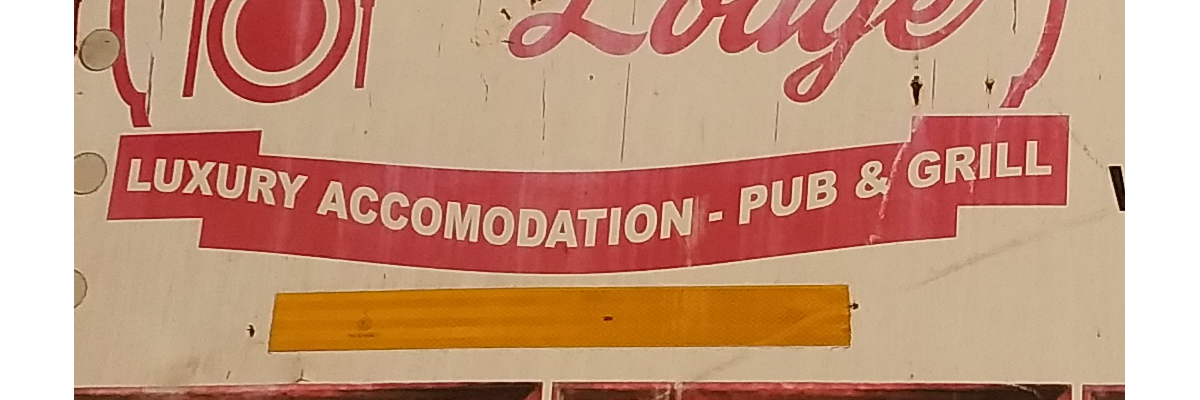 Lodge
LUXURY ACCOMODATION - PUB & GRILL